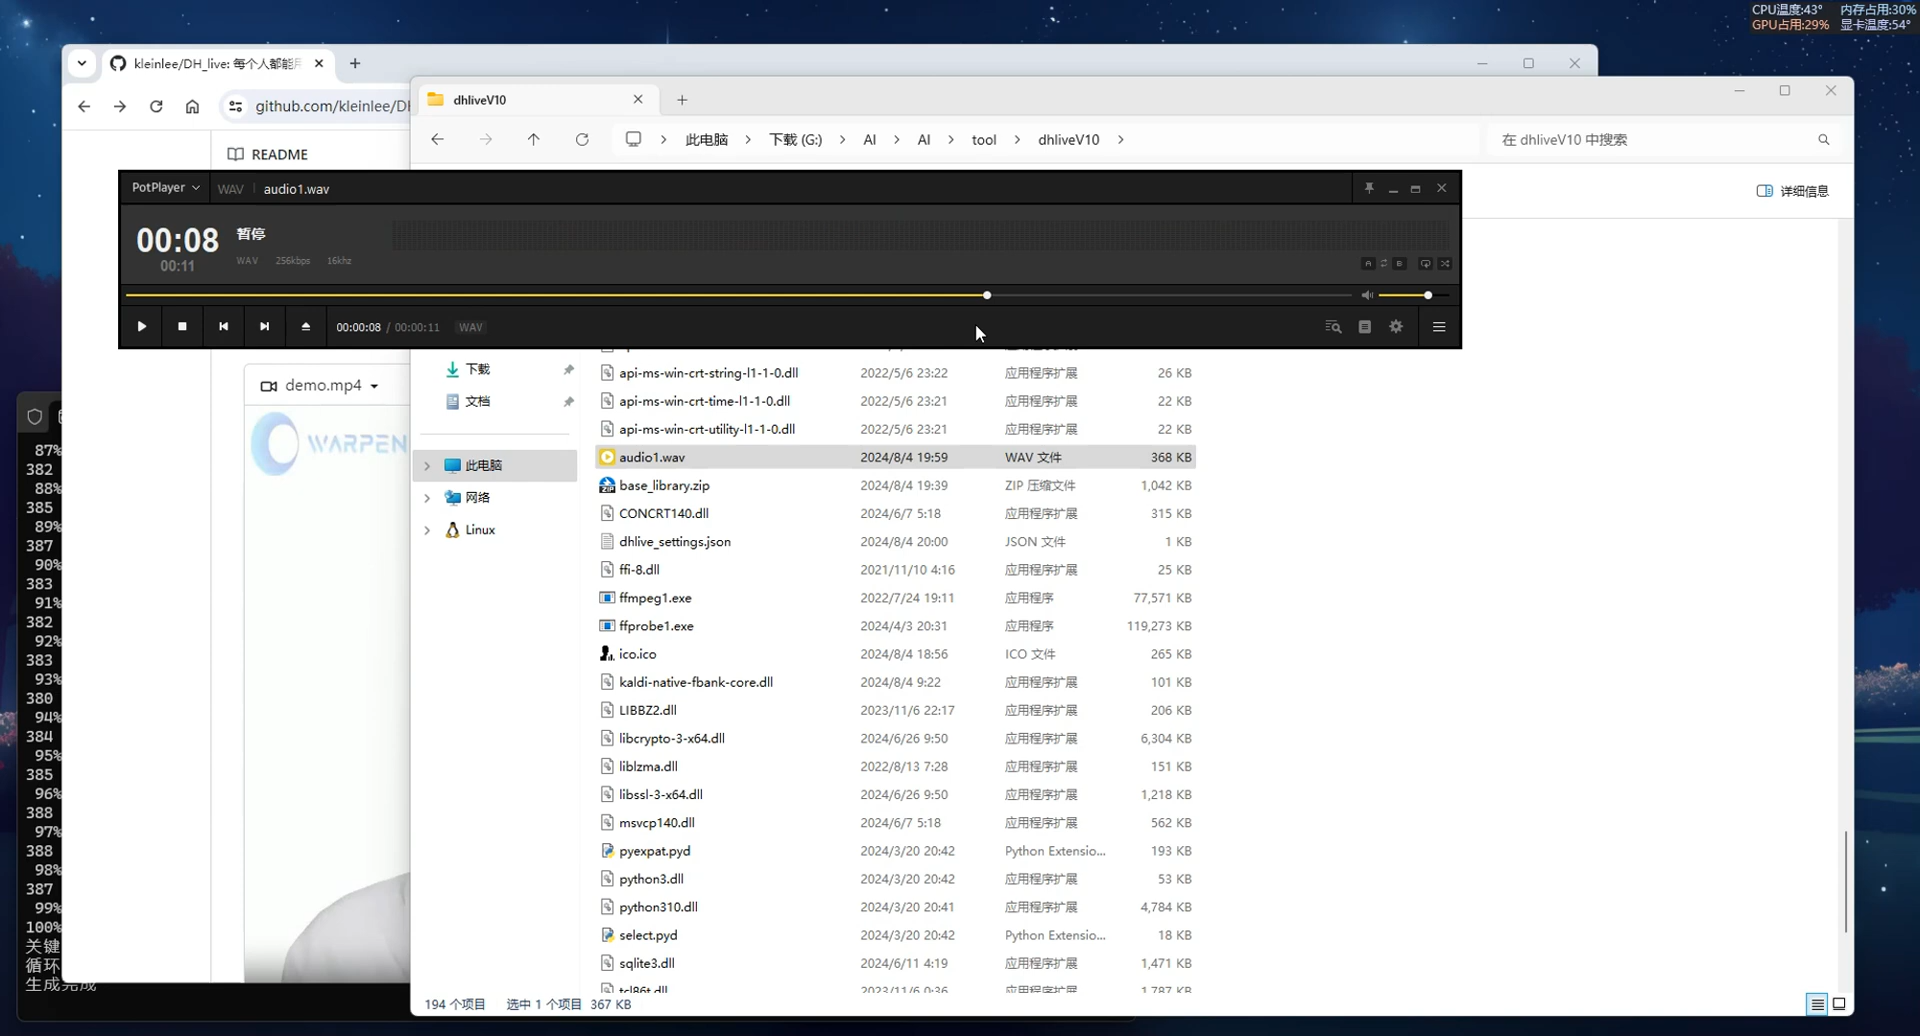 CPU温度:43° 内存占用:30%
GPU占用:29% 显卡温度:54°
kleinlee/DH_live: 每个人都能用
github.com/kleinlee/DH
dhliveV10
此电脑 > 下载 (G:) > AI > AI > tool > dhliveV10 >
在 dhliveV10 中搜索
README
详细信息
PotPlayer WAV audio1.wav
00:08 暂停
00:11 WAV 256kbps 16khz
A B
00:00:08 / 00:00:11 WAV
demo.mp4
WARPEN
下载
文档
此电脑
网络
Linux
api-ms-win-crt-string-l1-1-0.dll 2022/5/6 23:22 应用程序扩展 26 KB
api-ms-win-crt-time-l1-1-0.dll 2022/5/6 23:21 应用程序扩展 22 KB
api-ms-win-crt-utility-l1-1-0.dll 2022/5/6 23:21 应用程序扩展 22 KB
audio1.wav 2024/8/4 19:59 WAV 文件 368 KB
base_library.zip 2024/8/4 19:39 ZIP 压缩文件 1,042 KB
CONCRT140.dll 2024/6/7 5:18 应用程序扩展 315 KB
dhlive_settings.json 2024/8/4 20:00 JSON 文件 1 KB
ffi-8.dll 2021/11/10 4:16 应用程序扩展 25 KB
ffmpeg1.exe 2022/7/24 19:11 应用程序 77,571 KB
ffprobe1.exe 2024/4/3 20:31 应用程序 119,273 KB
ico.ico 2024/8/4 18:56 ICO 文件 265 KB
kaldi-native-fbank-core.dll 2024/8/4 9:22 应用程序扩展 101 KB
LIBBZ2.dll 2023/11/6 22:17 应用程序扩展 206 KB
libcrypto-3-x64.dll 2024/6/26 9:50 应用程序扩展 6,304 KB
liblzma.dll 2022/8/13 7:28 应用程序扩展 151 KB
libssl-3-x64.dll 2024/6/26 9:50 应用程序扩展 1,218 KB
msvcp140.dll 2024/6/7 5:18 应用程序扩展 562 KB
pyexpat.pyd 2024/3/20 20:42 Python Extensio... 193 KB
python3.dll 2024/3/20 20:42 应用程序扩展 53 KB
python310.dll 2024/3/20 20:41 应用程序扩展 4,784 KB
select.pyd 2024/3/20 20:42 Python Extensio... 18 KB
sqlite3.dll 2024/6/11 4:19 应用程序扩展 1,471 KB
tcl86t.dll 2023/11/6 0:36 应用程序扩展 1,787 KB
194 个项目 选中 1 个项目 367 KB
87%
382
88%
385
89%
387
90%
383
91%
382
92%
383
93%
380
94%
384
95%
385
96%
388
97%
388
98%
387
99%
100%
关键
循环
生成完成